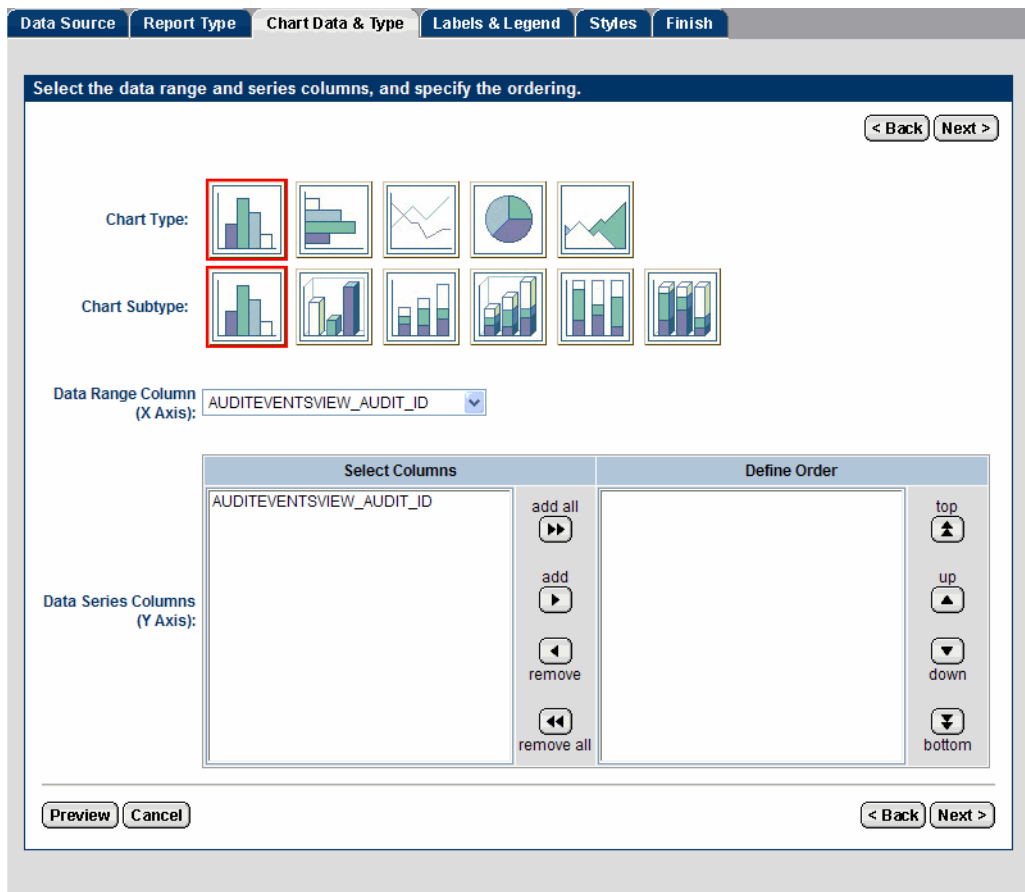 Data Source Report Type Chart Data & Type Labels & Legend Styles Finish
Select the data range and series columns, and specify the ordering.
< Back Next >
Chart Type:
Chart Subtype:
Data Range Column
(X Axis):
AUDITEVENTSVIEW_AUDIT_ID
Select Columns Define Order
AUDITEVENTSVIEW_AUDIT_ID
add all
top
add
up
Data Series Columns
(Y Axis):
remove
down
remove all
bottom
Preview Cancel < Back Next >